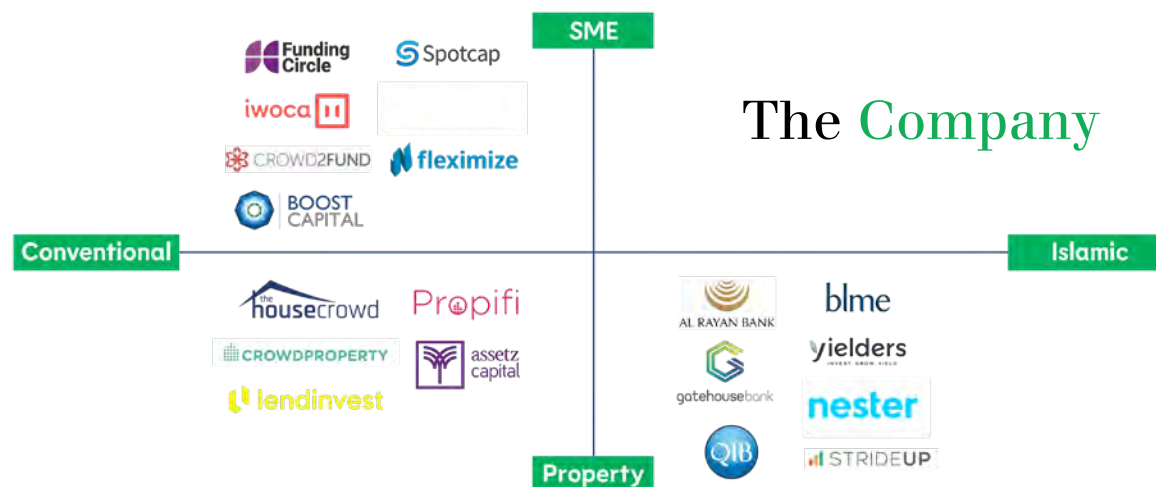 SME
Funding
Circle
Spotcap
iwoca
CROWD2FUND
fleximize
BOOST
CAPITAL
The Company
Conventional
Islamic
the
housecrowd
Propifi
CROWDPROPERTY
assetz
capital
lendinvest
AL RAYAN BANK
blme
gatehousebank
yielders
INVEST. GROW. YIELD
nester
QIB
STRIDEUP
Property